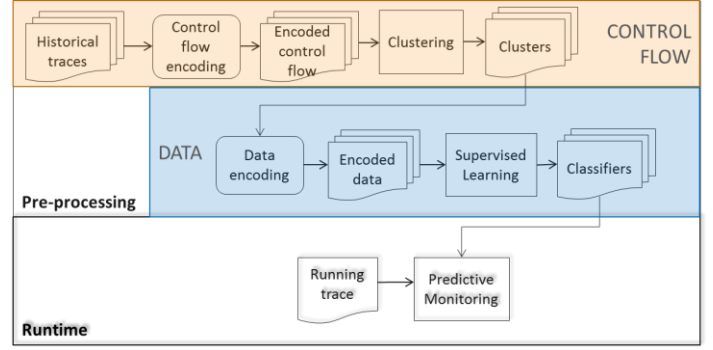 Historical
traces
Control
flow
encoding
Encoded
control
flow
Clustering
Clusters
CONTROL
FLOW
DATA
Data
encoding
Encoded
data
Supervised
Learning
Classifiers
Pre-processing
Running
trace
Predictive
Monitoring
Runtime